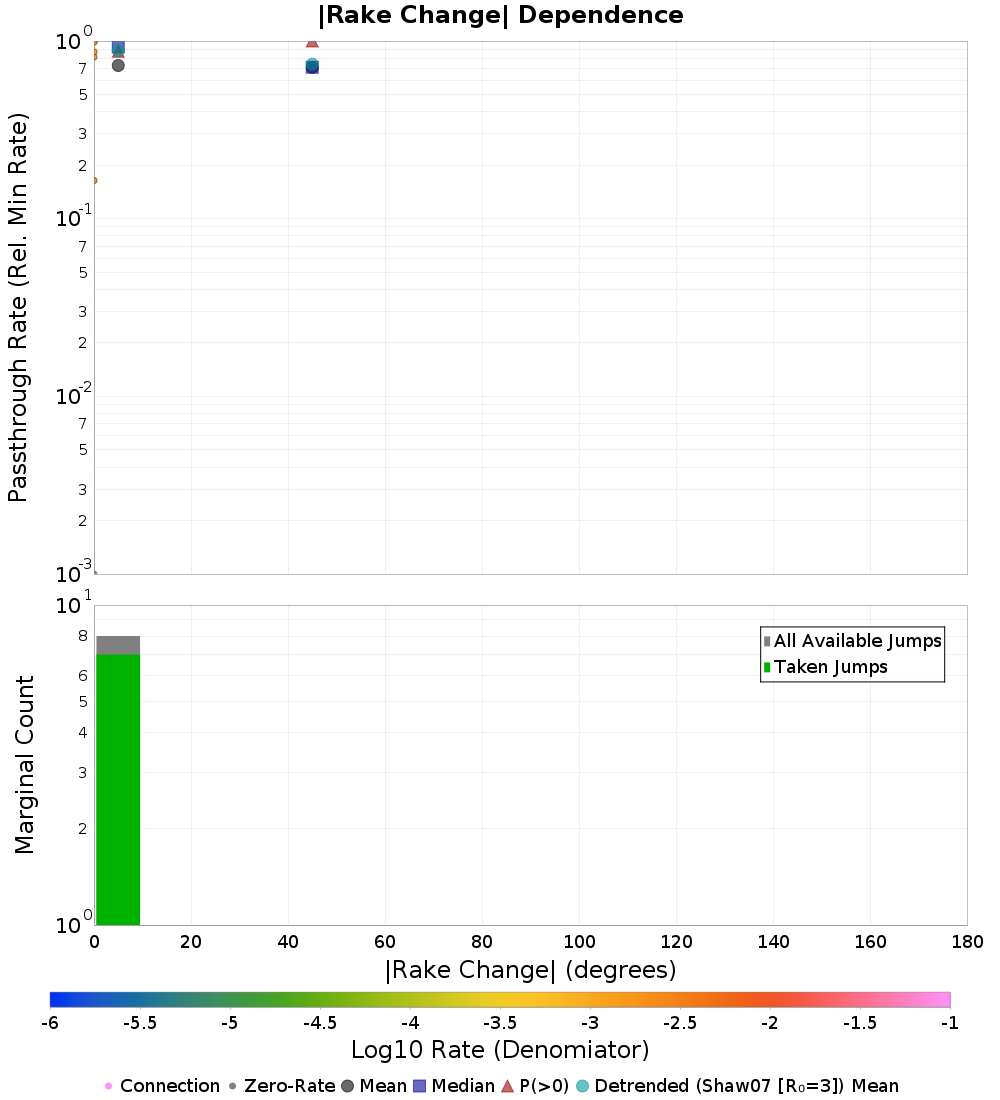 |Rake Change| Dependence
Passthrough Rate (Rel. Min Rate)
10^0
7
5
3
2
10^-1
7
5
3
2
10^-2
7
5
3
2
10^-3
Marginal Count
10^1
8
6
5
4
3
2
10^0
All Available Jumps
Taken Jumps
0 20 40 60 80 100 120 140 160 180
|Rake Change| (degrees)
-6 -5.5 -5 -4.5 -4 -3.5 -3 -2.5 -2 -1.5 -1
Log10 Rate (Denomiator)
Connection Zero-Rate Mean Median P(>0) Detrended (Shaw07 [R₀=3]) Mean